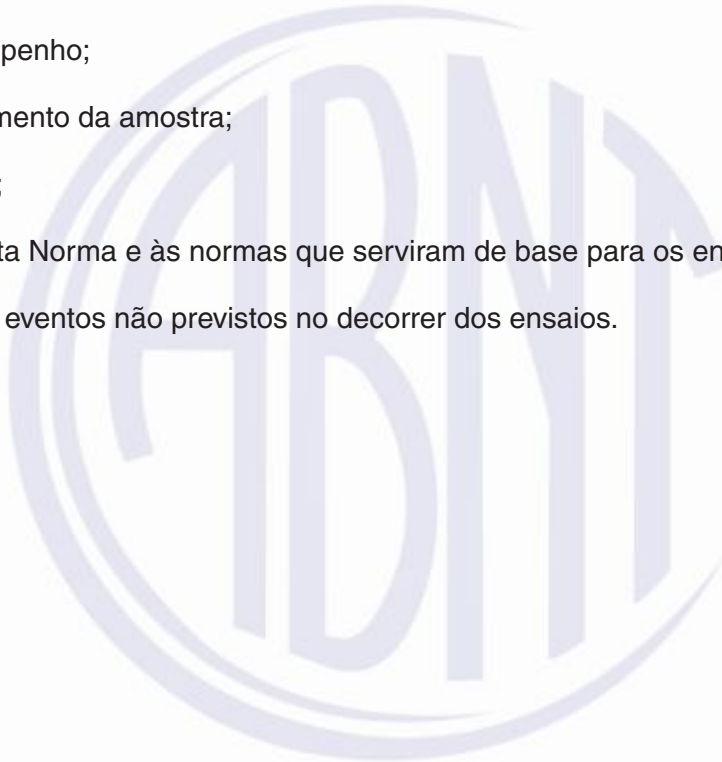 penho;
mento da amostra;
;
ta Norma e às normas que serviram de base para os en
eventos não previstos no decorrer dos ensaios.
ABNT